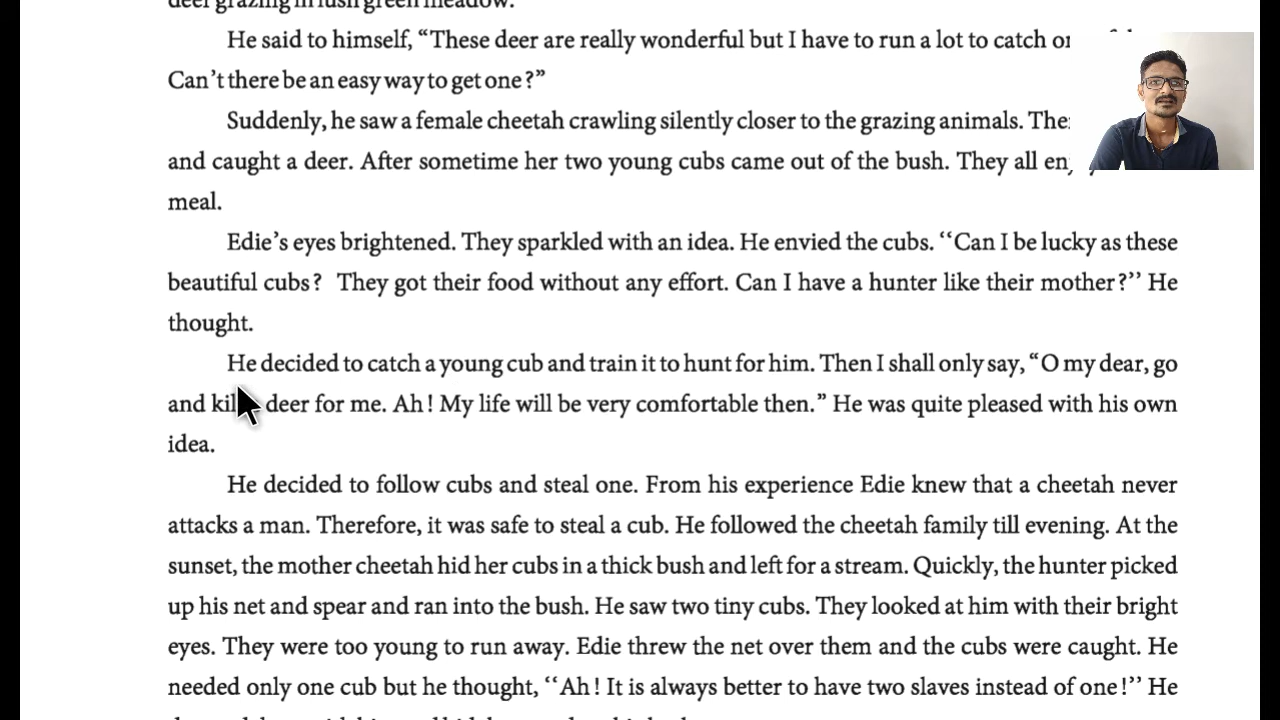 deer grazing in lush green meadow.
He said to himself, “These deer are really wonderful but I have to run a lot to catch
Can’t there be an easy way to get one?”
Suddenly, he saw a female cheetah crawling silently closer to the grazing animals.
and caught a deer. After sometime her two young cubs came out of the bush. They all
meal.
Edie’s eyes brightened. They sparkled with an idea. He envied the cubs. ‘‘Can I be lucky as these
beautiful cubs? They got their food without any effort. Can I have a hunter like their mother?’’ He
thought.
He decided to catch a young cub and train it to hunt for him. Then I shall only say, “O my dear, go
and deer for me. Ah! My life will be very comfortable then.” He was quite pleased with his own
idea.
He decided to follow cubs and steal one. From his experience Edie knew that a cheetah never
attacks a man. Therefore, it was safe to steal a cub. He followed the cheetah family till evening. At the
sunset, the mother cheetah hid her cubs in a thick bush and left for a stream. Quickly, the hunter picked
up his net and spear and ran into the bush. He saw two tiny cubs. They looked at him with their bright
eyes. They were too young to run away. Edie threw the net over them and the cubs were caught. He
needed only one cub but he thought, ‘‘Ah! It is always better to have two slaves instead of one!’’ He